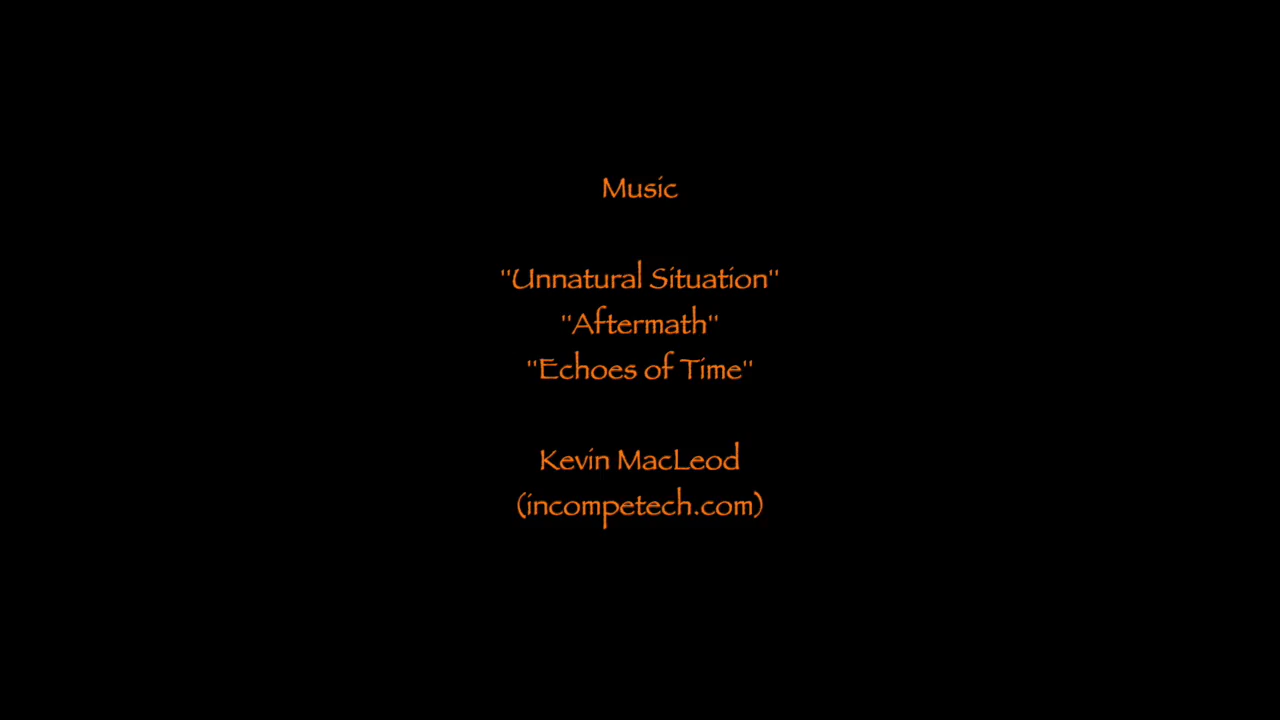 Music
"Unnatural Situation"
"Aftermath"
"Echoes of Time"
Kevin MacLeod
(incompetech.com)